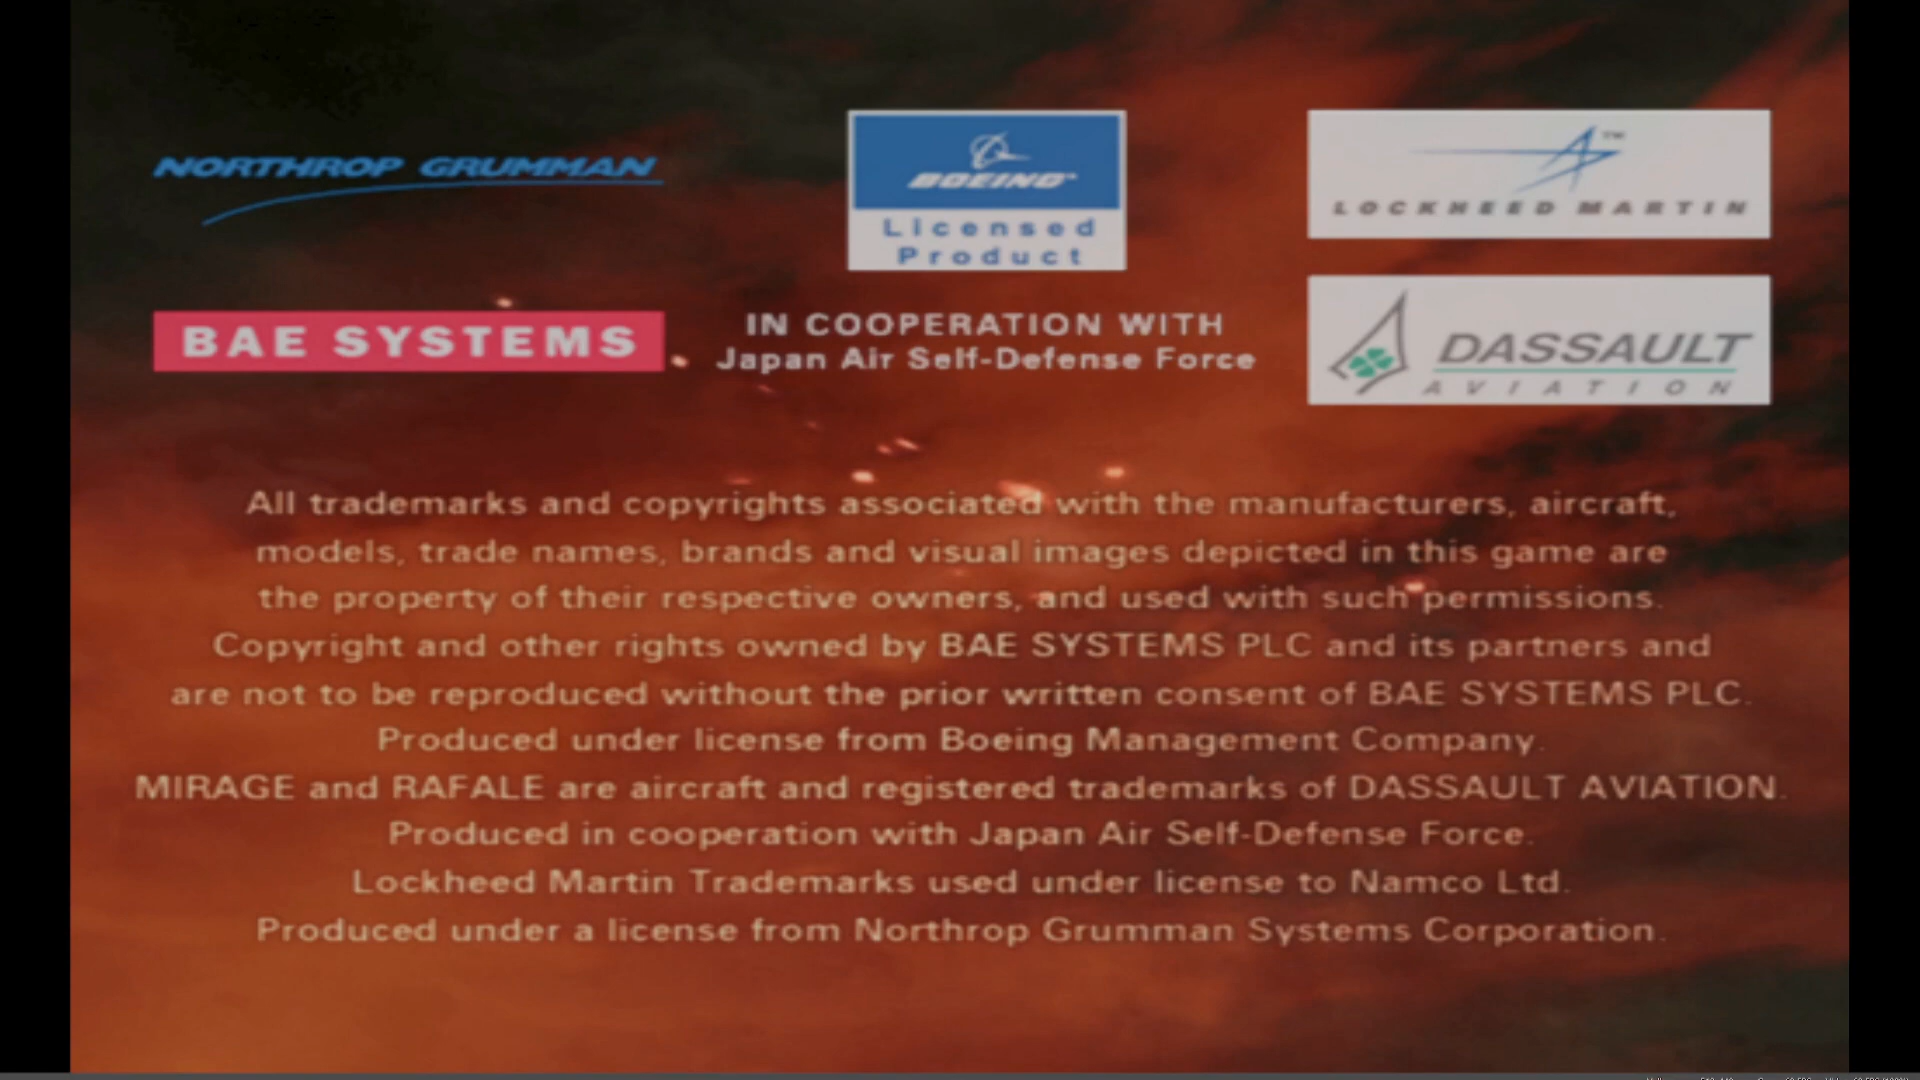 NORTHROP GRUMMAN
BOEING
Licensed
Product
TM
LOCKHEED MARTIN
BAE SYSTEMS
IN COOPERATION WITH
Japan Air Self-Defense Force
DASSAULT
AVIATION
All trademarks and copyrights associated with the manufacturers, aircraft,
models, trade names, brands and visual images depicted in this game are
the property of their respective owners, and used with such permissions.
Copyright and other rights owned by BAE SYSTEMS PLC and its partners and
are not to be reproduced without the prior written consent of BAE SYSTEMS PLC.
Produced under license from Boeing Management Company.
MIRAGE and RAFALE are aircraft and registered trademarks of DASSAULT AVIATION.
Produced in cooperation with Japan Air Self-Defense Force.
Lockheed Martin Trademarks used under license to Namco Ltd.
Produced under a license from Northrop Grumman Systems Corporation.